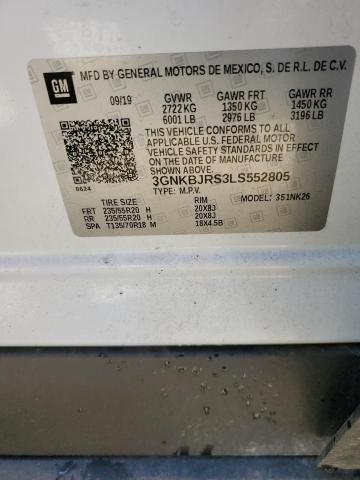 GM
MFD BY GENERAL MOTORS DE MEXICO, S. DE R.L. DE C.V.
09/19 GVWR GAWR FRT GAWR RR
2722 KG 1350 KG 1450 KG
6001 LB 2976 LB 3196 LB
THIS VEHICLE CONFORMS TO ALL
APPLICABLE U.S. FEDERAL MOTOR
VEHICLE SAFETY STANDARDS IN EFFECT ON
THE DATE OF MANUFACTURE SHOWN ABOVE.
3GNKBJRS3LS552805
0624 TYPE: M.P.V.
TIRE SIZE RIM MODEL: 351NK26
FRT 235/55R20 H 20X8J
RR 235/55R20 H 20X8J
SPA T135/70R18 M 18X4.5B